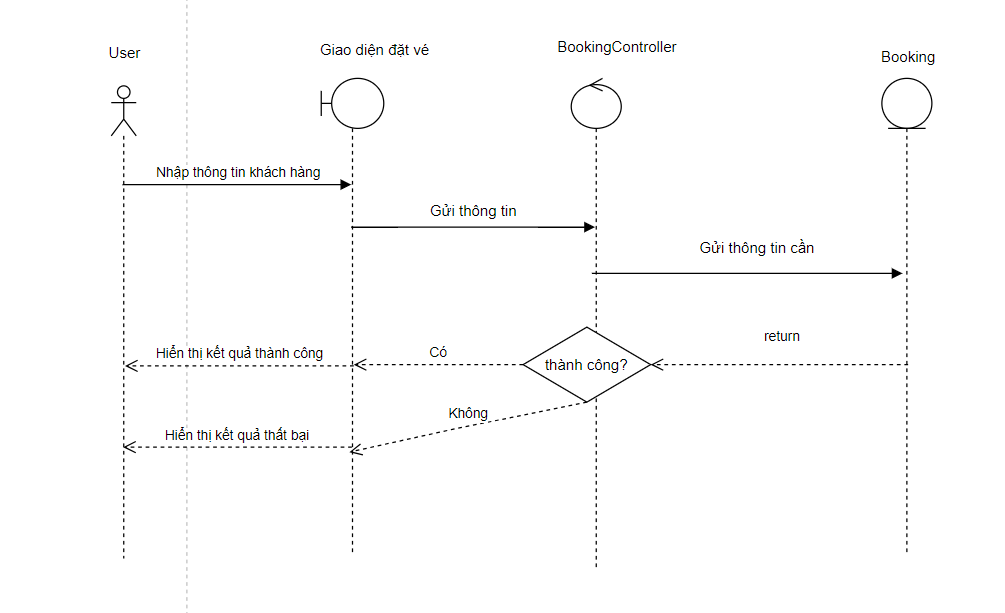 User
Giao diện đặt vé
BookingController
Booking
Nhập thông tin khách hàng
Gửi thông tin
Gửi thông tin cần
return
Hiển thị kết quả thành công
Có
thành công?
Không
Hiển thị kết quả thất bại